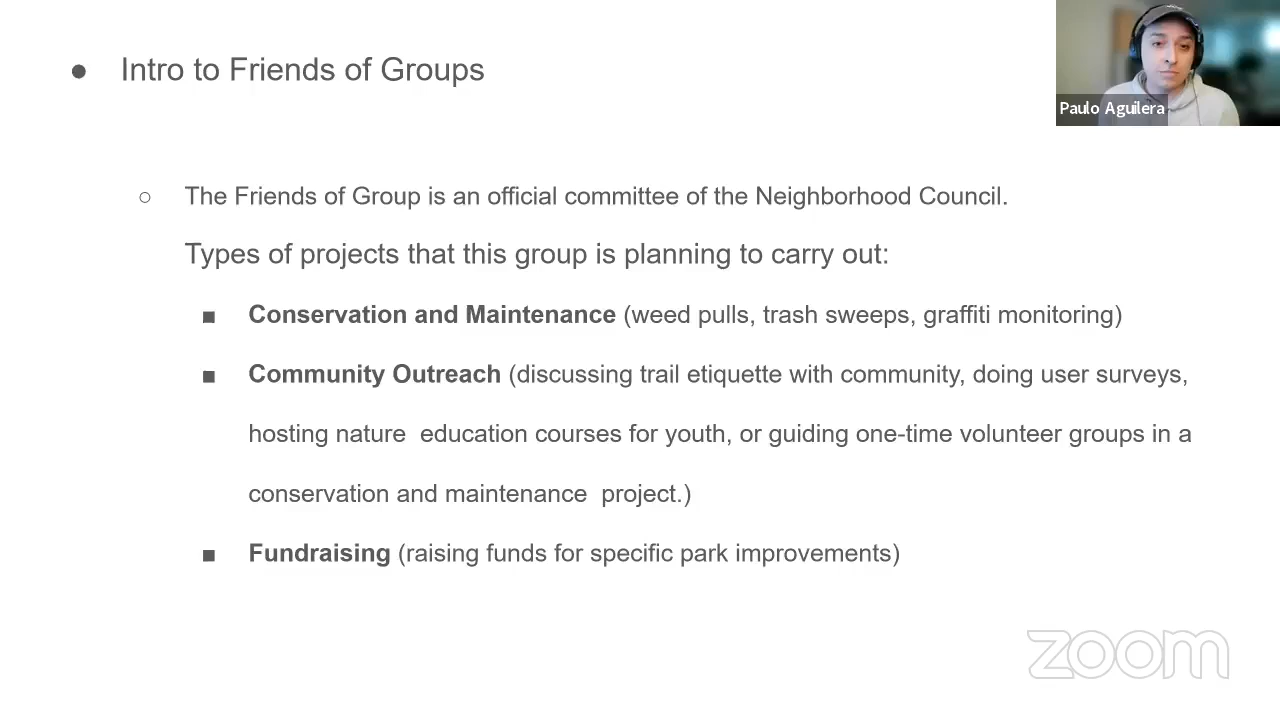 ● Intro to Friends of Groups
Paulo Aguilera
○ The Friends of Group is an official committee of the Neighborhood Council.
Types of projects that this group is planning to carry out:
■ Conservation and Maintenance (weed pulls, trash sweeps, graffiti monitoring)
■ Community Outreach (discussing trail etiquette with community, doing user surveys,
hosting nature  education courses for youth, or guiding one-time volunteer groups in a
conservation and maintenance  project.)
■ Fundraising (raising funds for specific park improvements)
zoom